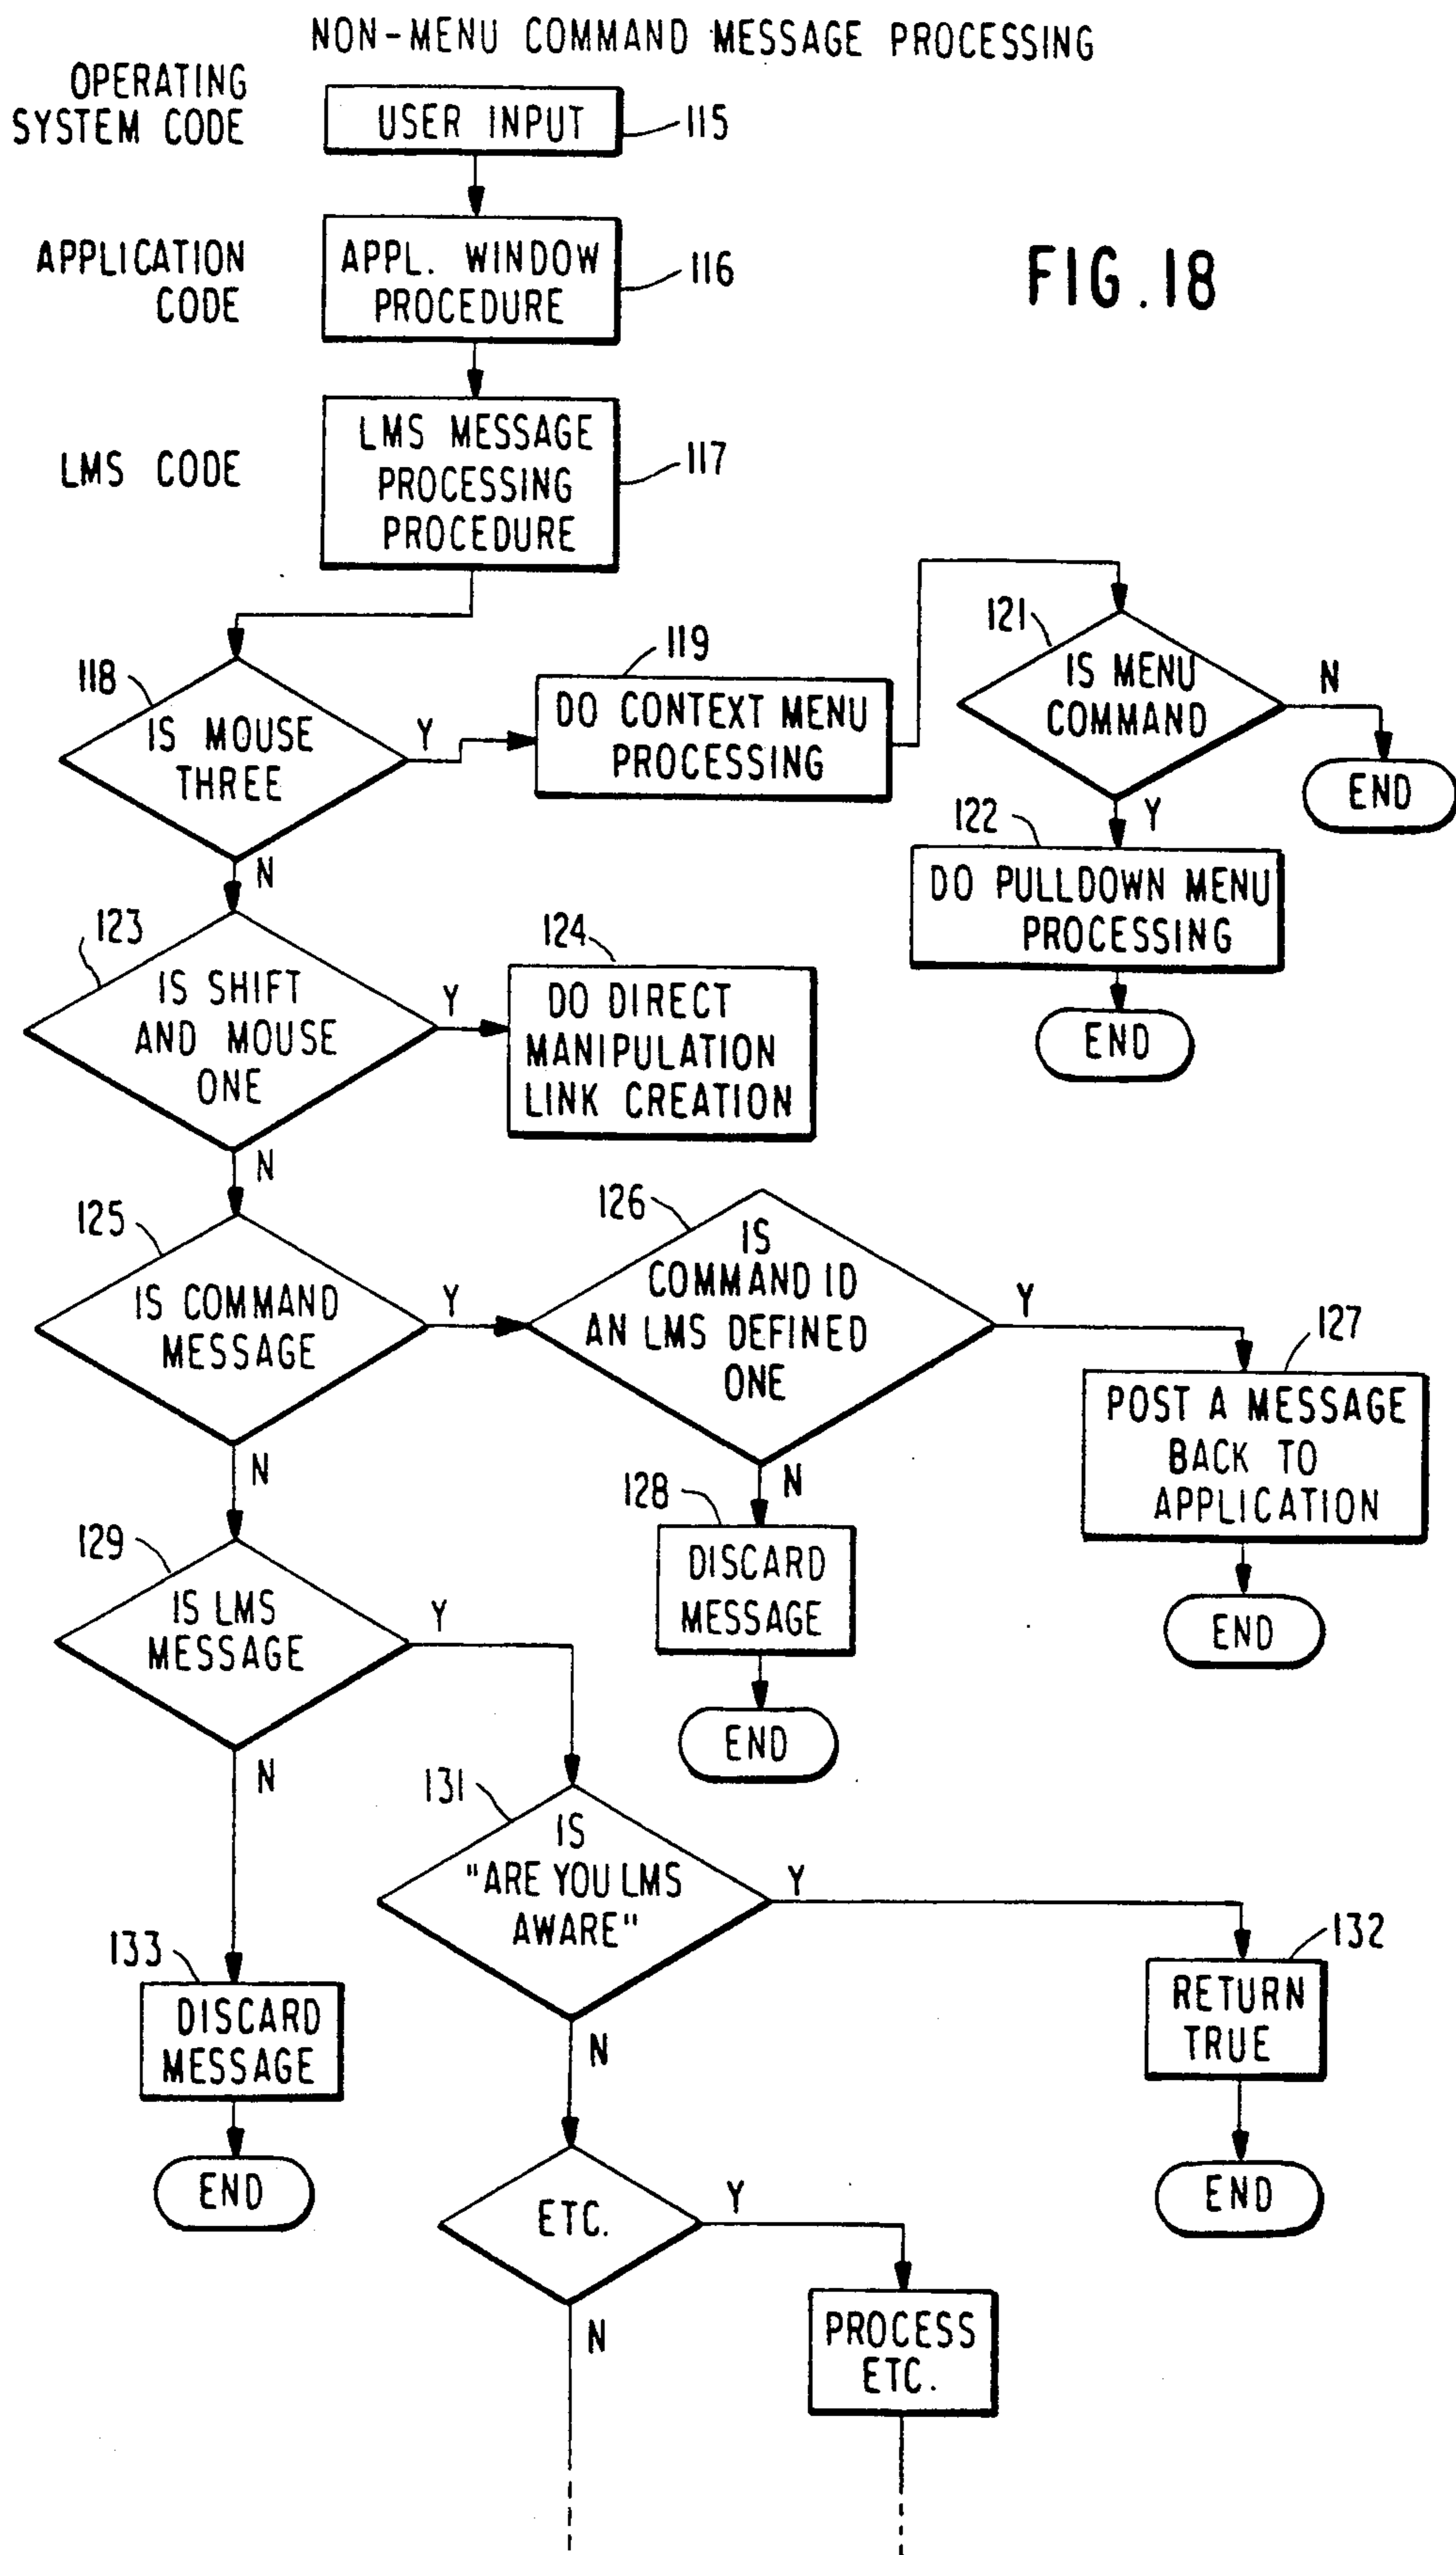 NON-MENU COMMAND MESSAGE PROCESSING
OPERATING
SYSTEM CODE
USER INPUT
115
APPLICATION
CODE
APPL. WINDOW
PROCEDURE
116
FIG.18
LMS CODE
LMS MESSAGE
PROCESSING
PROCEDURE
117
118
IS MOUSE
THREE
Y
N
119
DO CONTEXT MENU
PROCESSING
121
IS MENU
COMMAND
N
END
Y
122
DO PULLDOWN MENU
PROCESSING
END
123
IS SHIFT
AND MOUSE
ONE
Y
N
124
DO DIRECT
MANIPULATION
LINK CREATION
125
IS COMMAND
MESSAGE
Y
N
126
IS
COMMAND ID
AN LMS DEFINED
ONE
Y
N
127
POST A MESSAGE
BACK TO
APPLICATION
END
128
DISCARD
MESSAGE
END
129
IS LMS
MESSAGE
Y
N
131
IS
"ARE YOU LMS
AWARE"
Y
N
132
RETURN
TRUE
END
133
DISCARD
MESSAGE
END
ETC.
Y
N
PROCESS
ETC.